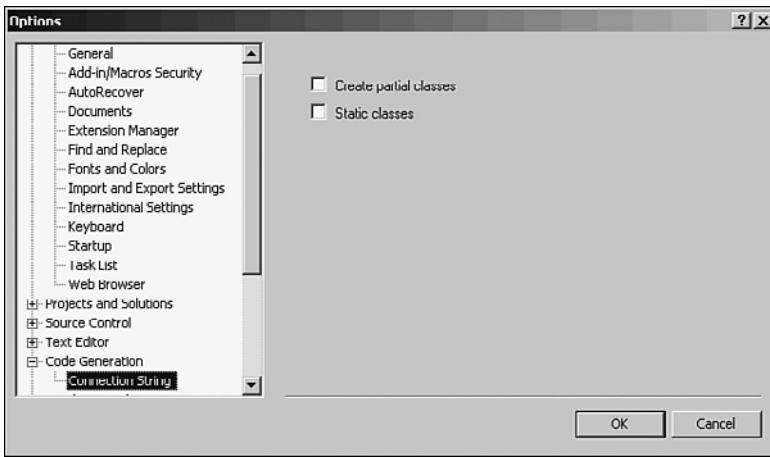 Options
General
Add-in/Macros Security
AutoRecover
Documents
Extension Manager
Find and Replace
Fonts and Colors
Import and Export Settings
International Settings
Keyboard
Startup
Task List
Web Browser
Projects and Solutions
Source Control
Text Editor
Code Generation
Connection String
Create partial classes
Static classes
OK
Cancel